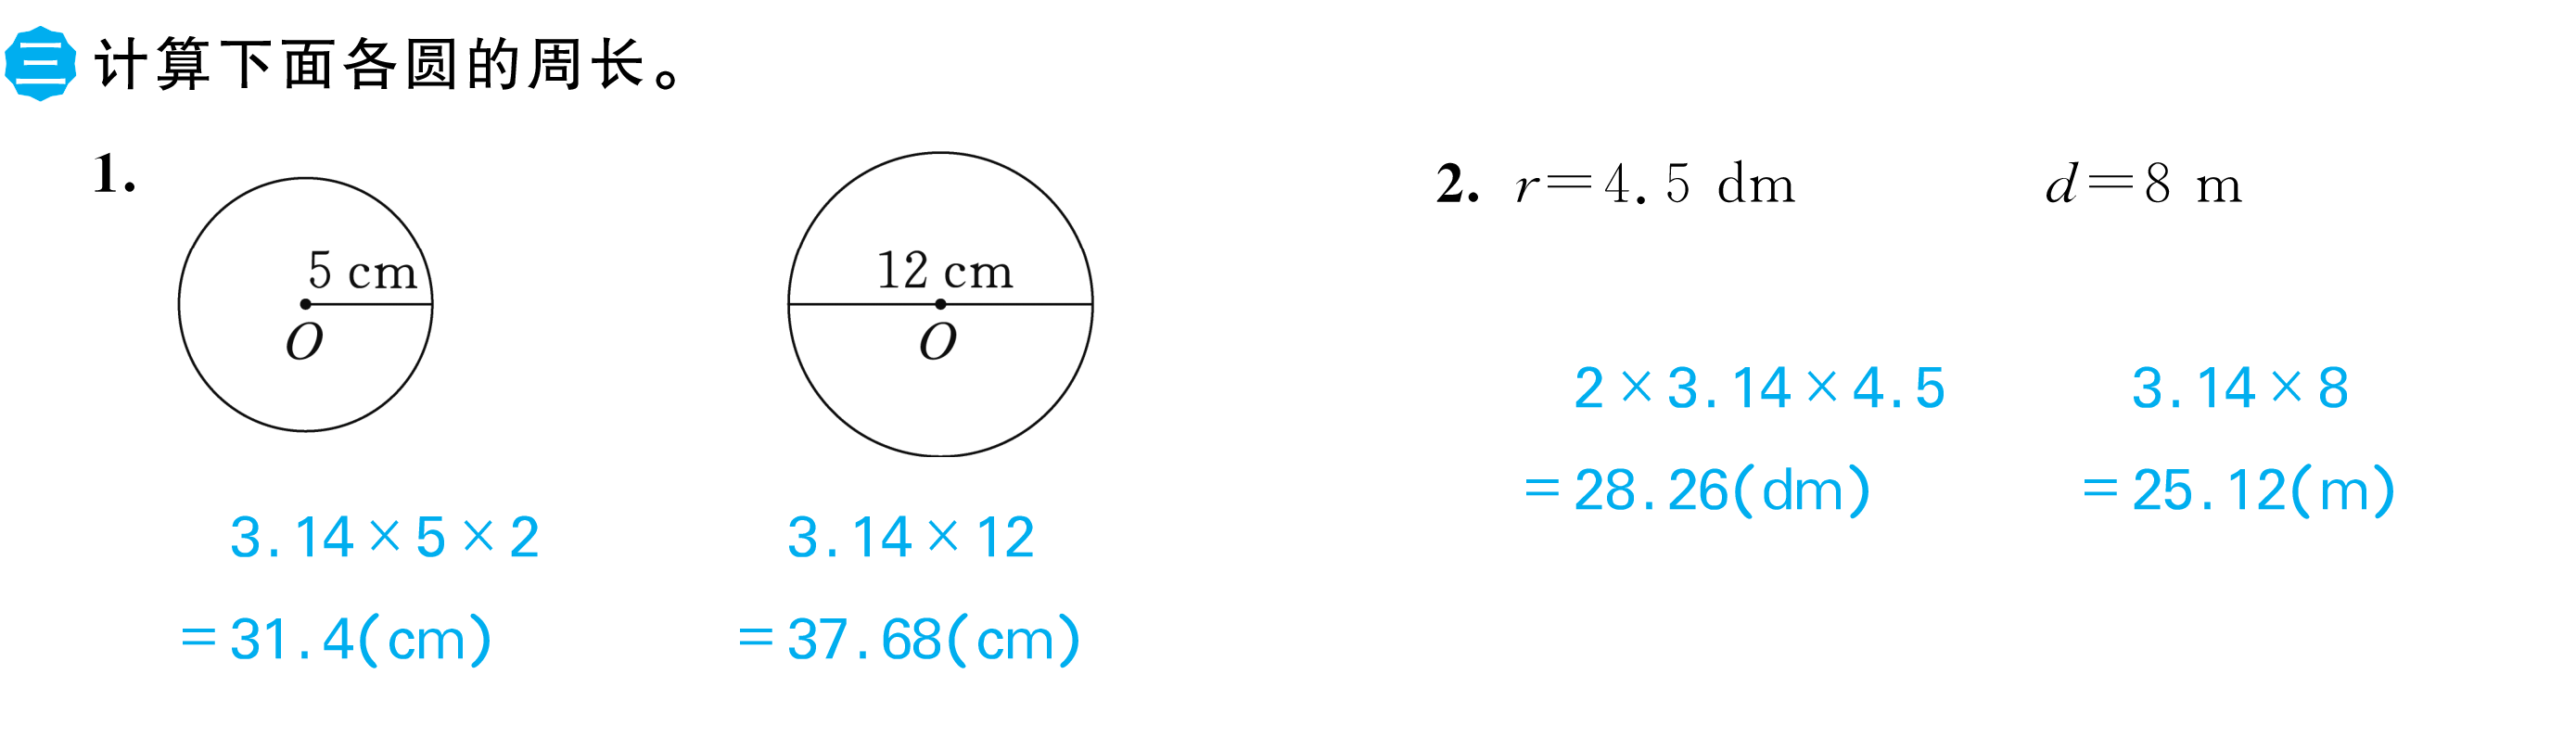 三 计算下面各圆的周长。
1.
5 cm
O
12 cm
O
3.14×5×2
=31.4(cm)
3.14×12
=37.68(cm)
2. r=4.5 dm
d=8 m
2×3.14×4.5
=28.26(dm)
3.14×8
=25.12(m)